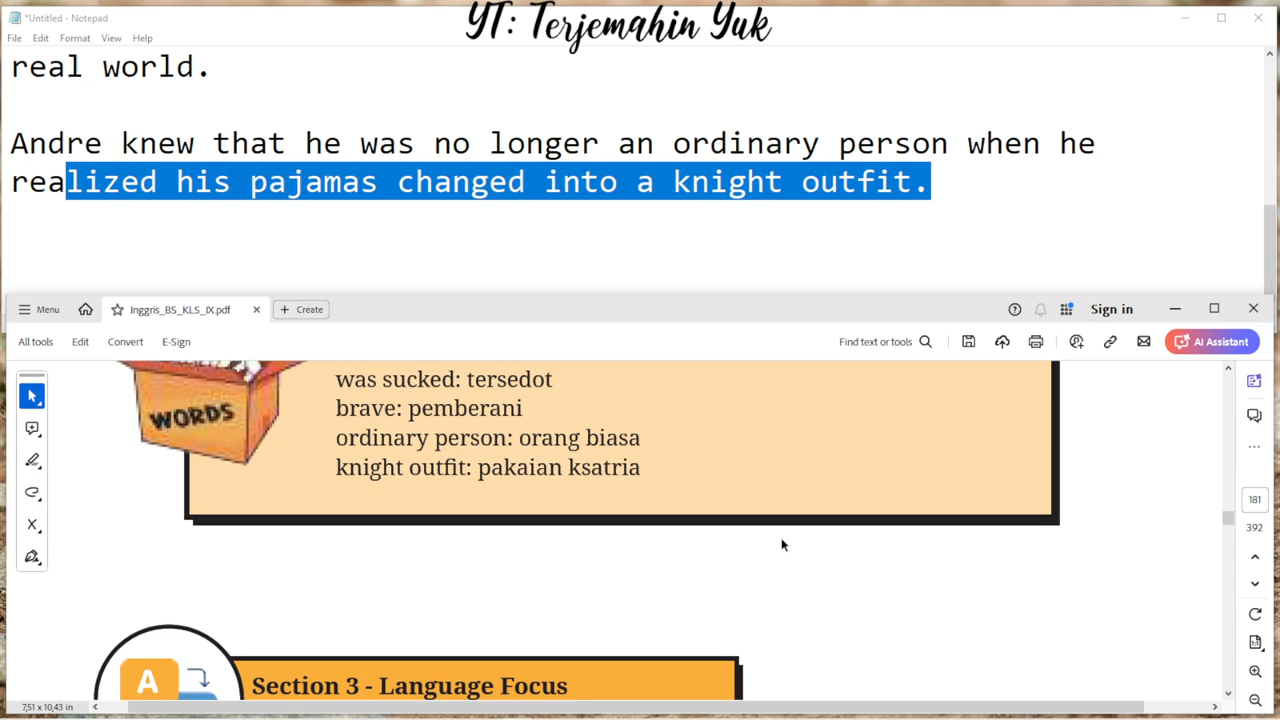 *Untitled - Notepad
YT: Terjemahin Yuk
File Edit Format View Help
real world.
Andre knew that he was no longer an ordinary person when he
realized his pajamas changed into a knight outfit.
Menu Inggris_BS_KLS_IX.pdf Create Sign in
All tools Edit Convert E-Sign Find text or tools AI Assistant
was sucked: tersedot
brave: pemberani
WORDS
ordinary person: orang biasa
knight outfit: pakaian ksatria
181
392
A
Section 3 - Language Focus
7,51 x 10,43 in